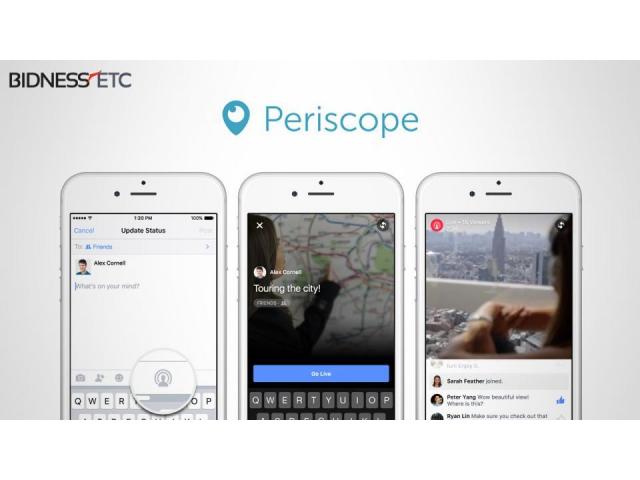 BIDNESS ETC
Periscope
1:20 PM
100%
Cancel
Update Status
Post
To: Friends
Alex Cornell
What's on your mind?
Q W E R T O P
Alex Cornell
Touring the city!
FRIENDS
Go Live
Q W E R T Y U I O P
A S D F G H J K L
Live
Sarah Feather joined.
Peter Yang Wow beautiful view!
Where is this?
Ryan Lin Make sure you check out that